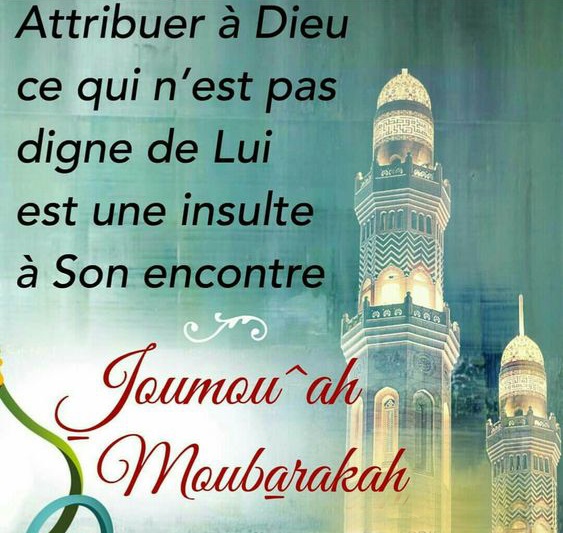 Attribuer à Dieu
ce qui n’est pas
digne de Lui
est une insulte
à Son encontre
Joumou^ah
Moubarakah